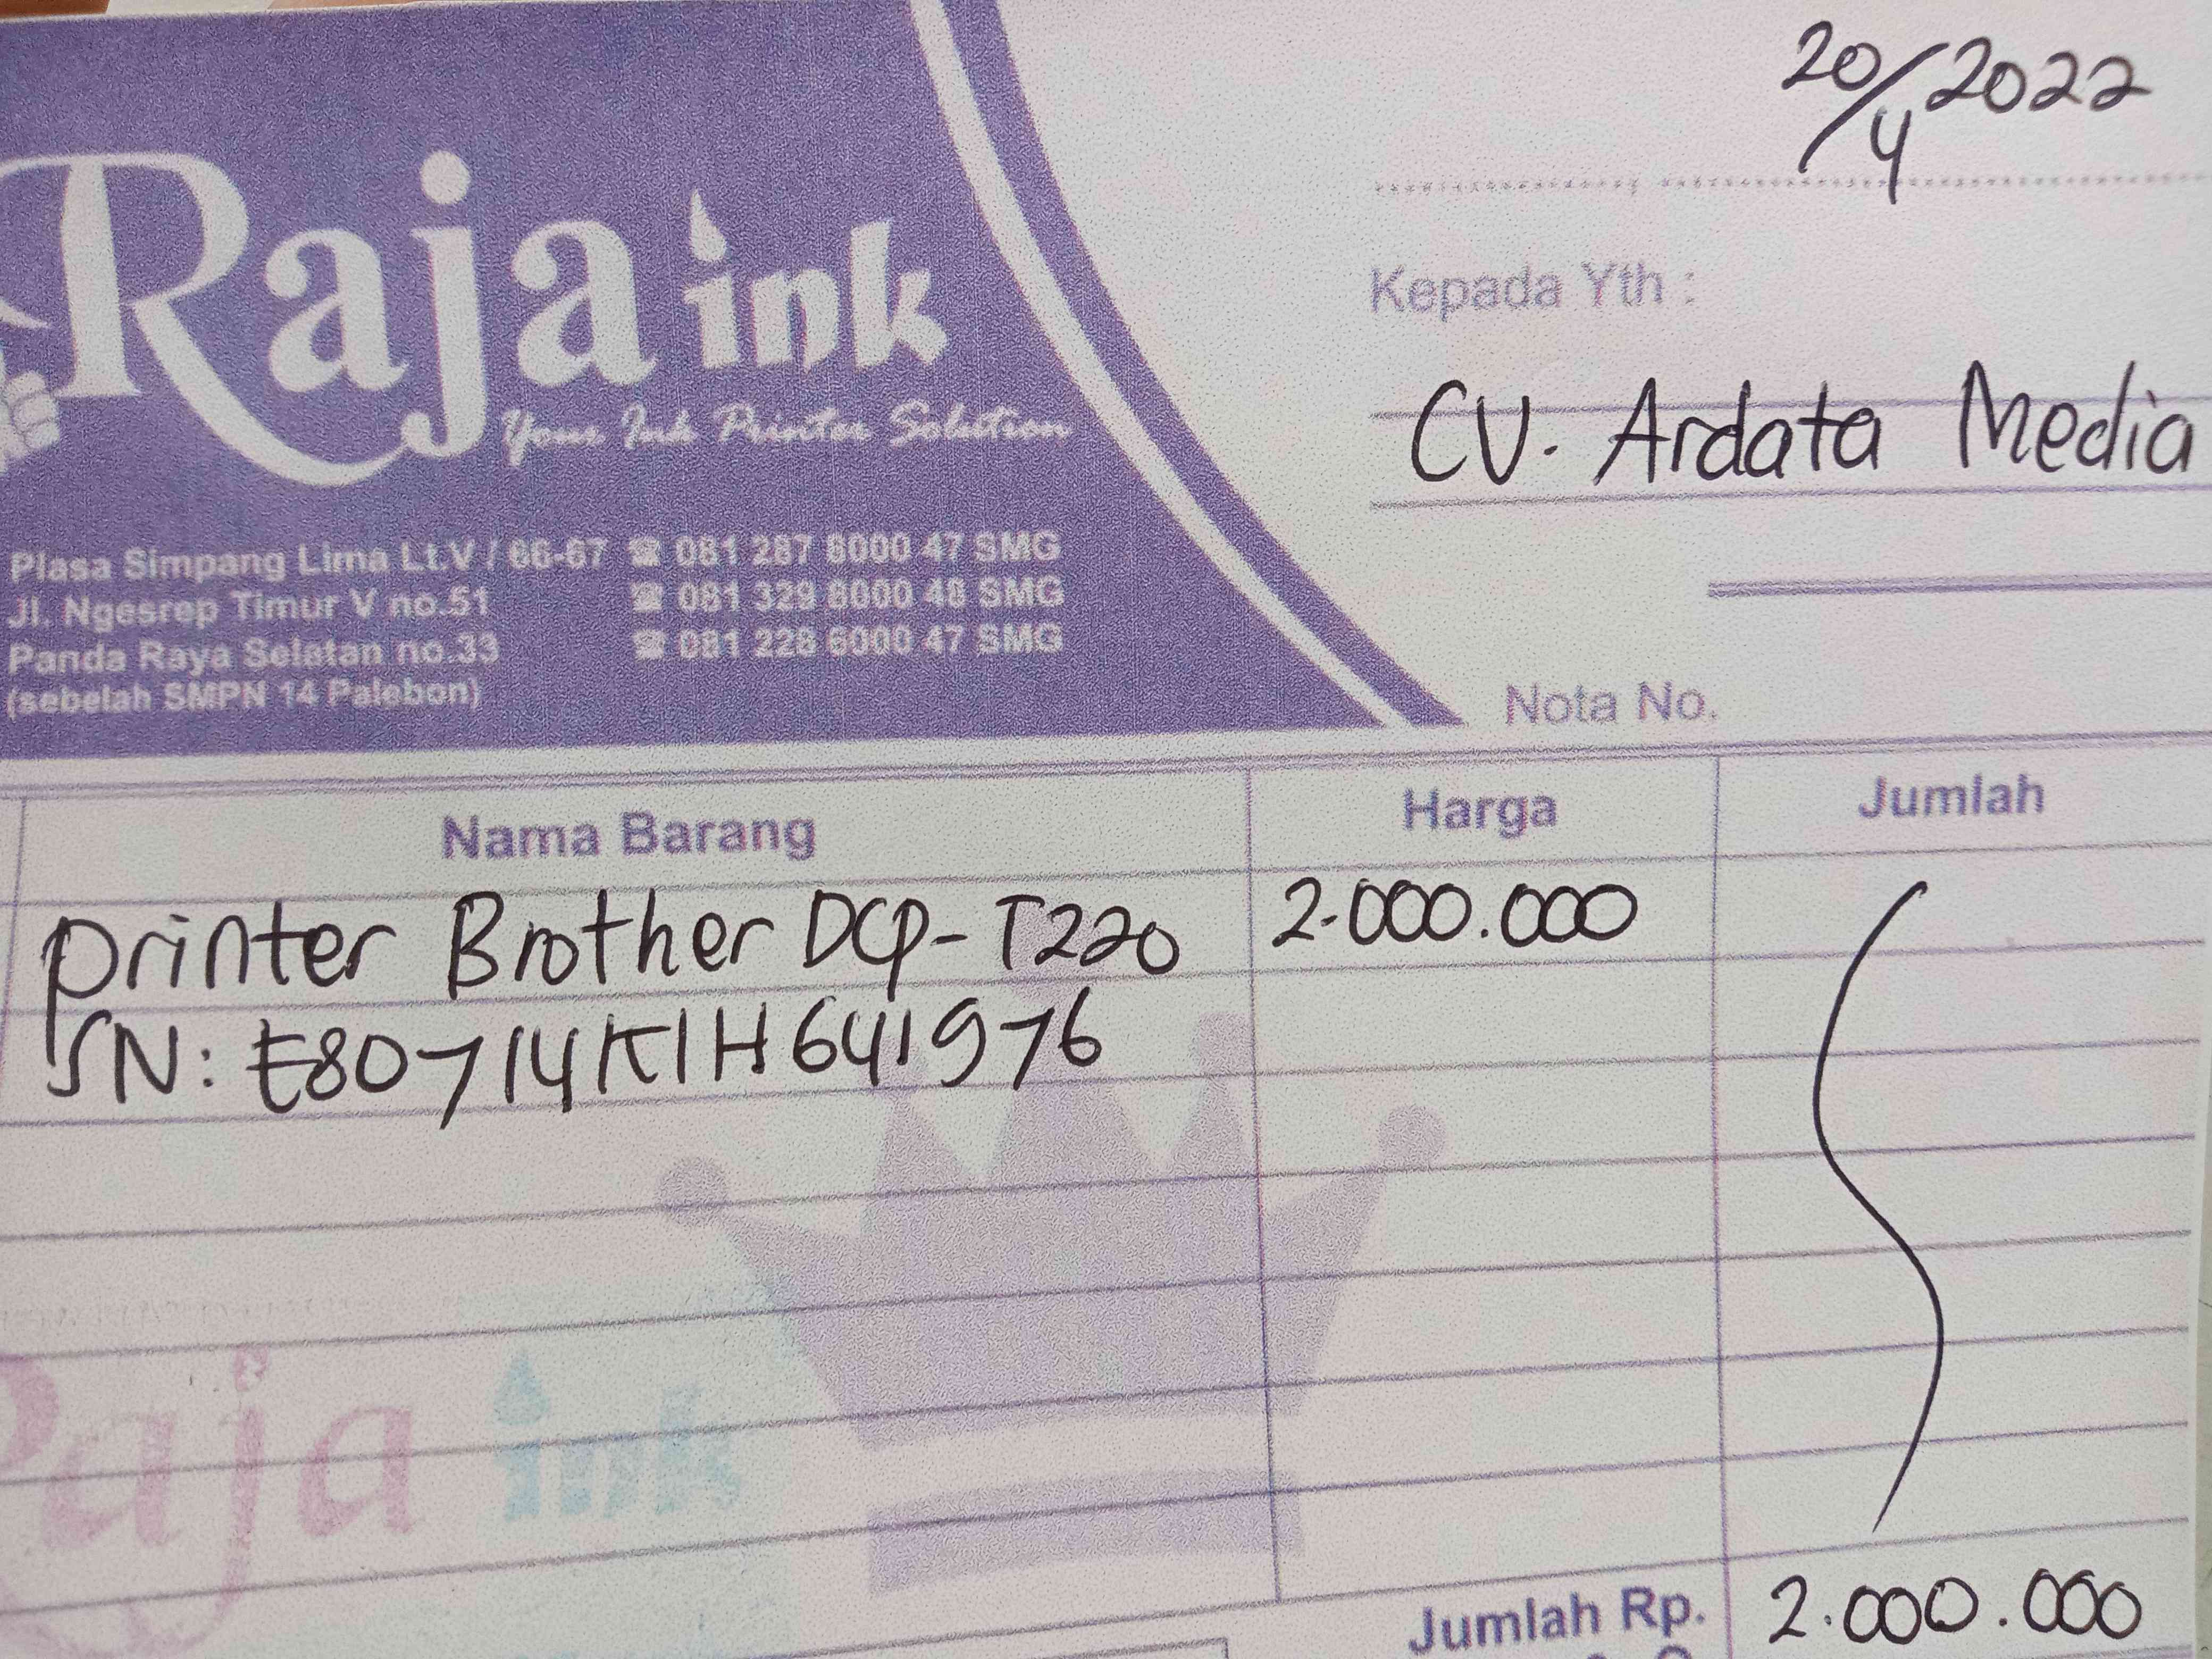 20/4 2022
Raja ink
Your Ink Printer Solution
Kepada Yth :
CV. Ardata Media
Plasa Simpang Lima Lt.V / 66-67 ☎ 081 287 6000 47 SMG
Jl. Ngesrep Timur V no.51 ☎ 081 329 6000 48 SMG
Panda Raya Selatan no.33 ☎ 081 226 6000 47 SMG
(sebelah SMPN 14 Palebon)
Nota No.
Nama Barang Harga Jumlah
Printer Brother DCP-T220 2.000.000
SN: E80714K1H641976
Raja ink
Jumlah Rp. 2.000.000